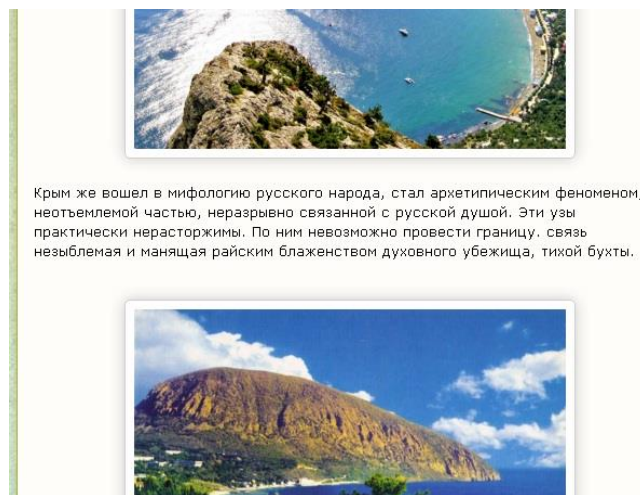 Крым же вошел в мифологию русского народа, стал архетипическим феноменом,
неотъемлемой частью, неразрывно связанной с русской душой. Эти узы
практически нерасторжимы. По ним невозможно провести границу. связь
незыблемая и манящая райским блаженством духовного убежища, тихой бухты.